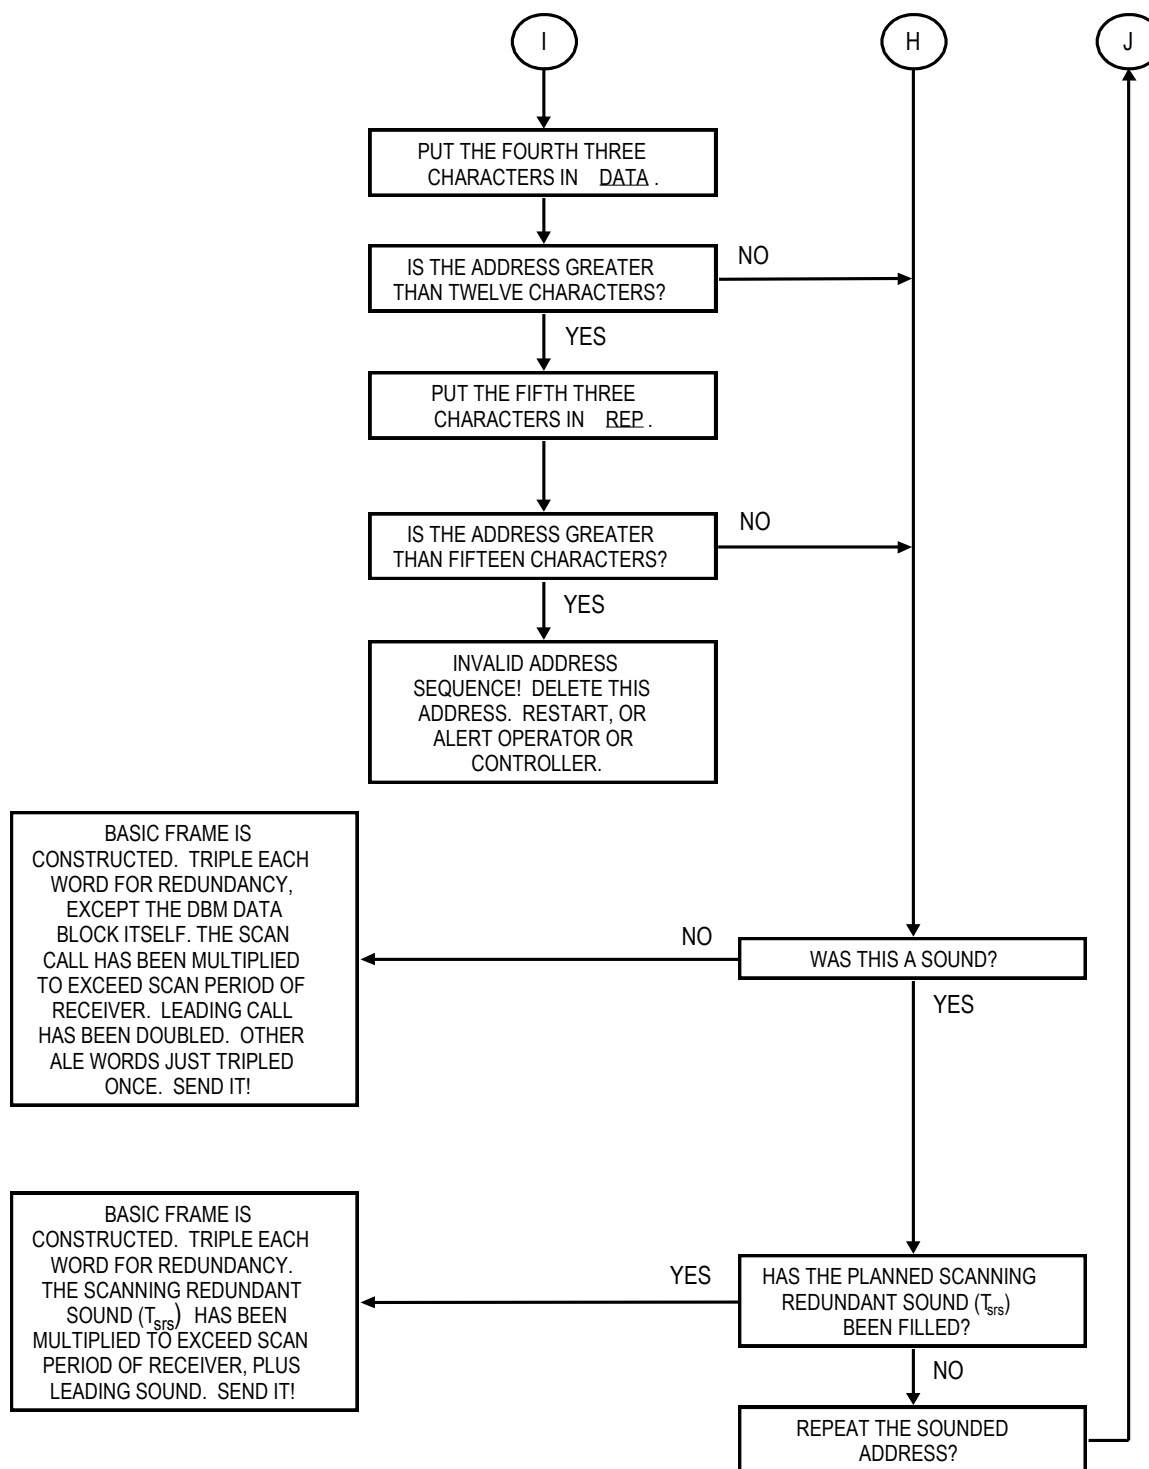 I
H
J
PUT THE FOURTH THREE
CHARACTERS IN DATA .
IS THE ADDRESS GREATER
THAN TWELVE CHARACTERS?
NO
YES
PUT THE FIFTH THREE
CHARACTERS IN REP .
IS THE ADDRESS GREATER
THAN FIFTEEN CHARACTERS?
NO
YES
INVALID ADDRESS
SEQUENCE! DELETE THIS
ADDRESS. RESTART, OR
ALERT OPERATOR OR
CONTROLLER.
BASIC FRAME IS
CONSTRUCTED. TRIPLE EACH
WORD FOR REDUNDANCY,
EXCEPT THE DBM DATA
BLOCK ITSELF. THE SCAN
CALL HAS BEEN MULTIPLIED
TO EXCEED SCAN PERIOD OF
RECEIVER. LEADING CALL
HAS BEEN DOUBLED. OTHER
ALE WORDS JUST TRIPLED
ONCE. SEND IT!
NO
WAS THIS A SOUND?
YES
BASIC FRAME IS
CONSTRUCTED. TRIPLE EACH
WORD FOR REDUNDANCY.
THE SCANNING REDUNDANT
SOUND (Tsrs) HAS BEEN
MULTIPLIED TO EXCEED SCAN
PERIOD OF RECEIVER, PLUS
LEADING SOUND. SEND IT!
YES
HAS THE PLANNED SCANNING
REDUNDANT SOUND (Tsrs)
BEEN FILLED?
NO
REPEAT THE SOUNDED
ADDRESS?